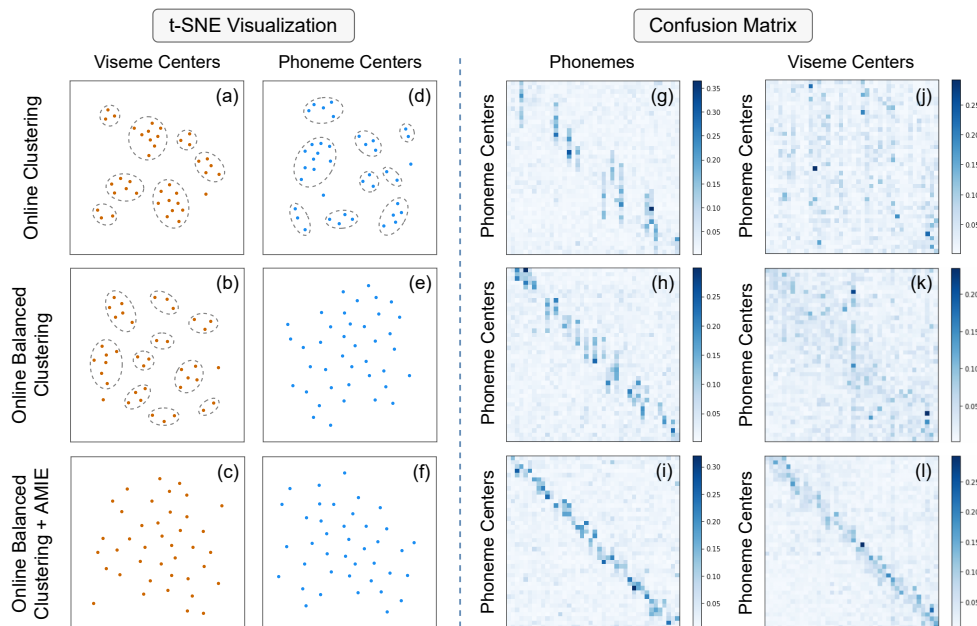 t-SNE Visualization
Confusion Matrix
Viseme Centers
Phoneme Centers
Phonemes
Viseme Centers
Online Clustering
(a)
(d)
Phoneme Centers
(g)
0.35
0.30
0.25
0.20
0.15
0.10
0.05
Phoneme Centers
(j)
0.25
0.20
0.15
0.10
0.05
Online Balanced
Clustering
(b)
(e)
Phoneme Centers
(h)
0.25
0.20
0.15
0.10
0.05
Phoneme Centers
(k)
0.20
0.15
0.10
0.05
Online Balanced
Clustering + AMIE
(c)
(f)
Phoneme Centers
(i)
0.30
0.25
0.20
0.15
0.10
0.05
Phoneme Centers
(l)
0.25
0.20
0.15
0.10
0.05